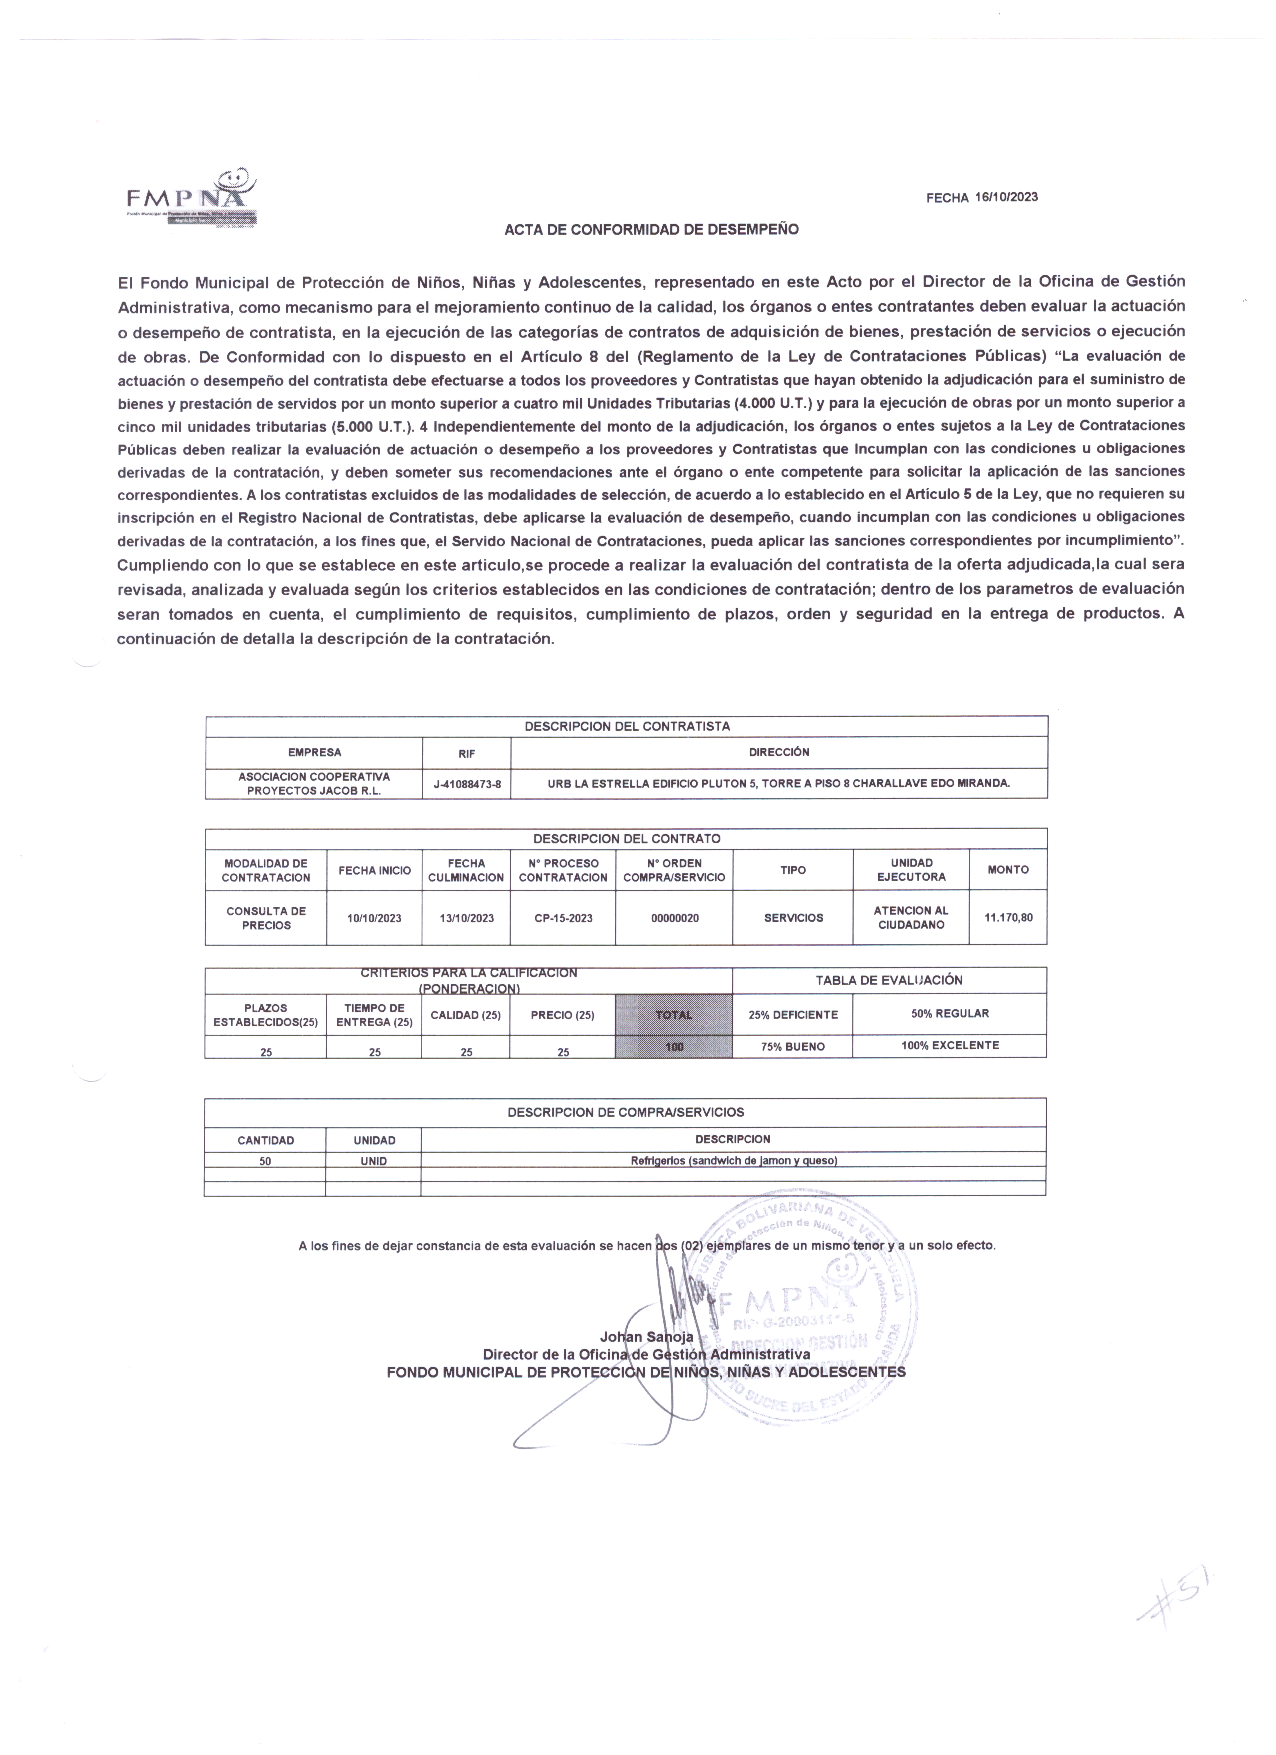 FMPNA
FECHA 16/10/2023
ACTA DE CONFORMIDAD DE DESEMPEÑO
El Fondo Municipal de Protección de Niños, Niñas y Adolescentes, representado en este Acto por el Director de la Oficina de Gestión
Administrativa, como mecanismo para el mejoramiento continuo de la calidad, los órganos o entes contratantes deben evaluar la actuación
o desempeño de contratista, en la ejecución de las categorías de contratos de adquisición de bienes, prestación de servicios o ejecución
de obras. De Conformidad con lo dispuesto en el Artículo 8 del (Reglamento de la Ley de Contrataciones Públicas) “La evaluación de
actuación o desempeño del contratista debe efectuarse a todos los proveedores y Contratistas que hayan obtenido la adjudicación para el suministro de
bienes y prestación de servidos por un monto superior a cuatro mil Unidades Tributarias (4.000 U.T.) y para la ejecución de obras por un monto superior a
cinco mil unidades tributarias (5.000 U.T.). 4 Independientemente del monto de la adjudicación, los órganos o entes sujetos a la Ley de Contrataciones
Públicas deben realizar la evaluación de actuación o desempeño a los proveedores y Contratistas que Incumplan con las condiciones u obligaciones
derivadas de la contratación, y deben someter sus recomendaciones ante el órgano o ente competente para solicitar la aplicación de las sanciones
correspondientes. A los contratistas excluidos de las modalidades de selección, de acuerdo a lo establecido en el Artículo 5 de la Ley, que no requieren su
inscripción en el Registro Nacional de Contratistas, debe aplicarse la evaluación de desempeño, cuando incumplan con las condiciones u obligaciones
derivadas de la contratación, a los fines que, el Servido Nacional de Contrataciones, pueda aplicar las sanciones correspondientes por incumplimiento”.
Cumpliendo con lo que se establece en este articulo,se procede a realizar la evaluación del contratista de la oferta adjudicada,la cual sera
revisada, analizada y evaluada según los criterios establecidos en las condiciones de contratación; dentro de los parametros de evaluación
seran tomados en cuenta, el cumplimiento de requisitos, cumplimiento de plazos, orden y seguridad en la entrega de productos. A
continuación de detalla la descripción de la contratación.
DESCRIPCION DEL CONTRATISTA
EMPRESA RIF DIRECCIÓN
ASOCIACION COOPERATIVA
PROYECTOS JACOB R.L. J-41088473-8 URB LA ESTRELLA EDIFICIO PLUTON 5, TORRE A PISO 8 CHARALLAVE EDO MIRANDA.
DESCRIPCION DEL CONTRATO
MODALIDAD DE
CONTRATACION FECHA INICIO FECHA
CULMINACION N° PROCESO
CONTRATACION N° ORDEN
COMPRA/SERVICIO TIPO UNIDAD
EJECUTORA MONTO
CONSULTA DE
PRECIOS 10/10/2023 13/10/2023 CP-15-2023 00000020 SERVICIOS ATENCION AL
CIUDADANO 11.170,80
CRITERIOS PARA LA CALIFICACION
(PONDERACION) TABLA DE EVALUACIÓN
PLAZOS
ESTABLECIDOS(25) TIEMPO DE
ENTREGA (25) CALIDAD (25) PRECIO (25) TOTAL 25% DEFICIENTE 50% REGULAR
25 25 25 25 100 75% BUENO 100% EXCELENTE
DESCRIPCION DE COMPRA/SERVICIOS
CANTIDAD UNIDAD DESCRIPCION
50 UNID Refrigerios (sandwich de jamon y queso)
A los fines de dejar constancia de esta evaluación se hacen dos (02) ejemplares de un mismo tenor y a un solo efecto.
FMPNA
DIRECCION GESTIÓN
Johan Sanoja
Director de la Oficina de Gestión Administrativa
FONDO MUNICIPAL DE PROTECCIÓN DE NIÑOS, NIÑAS Y ADOLESCENTES
#51